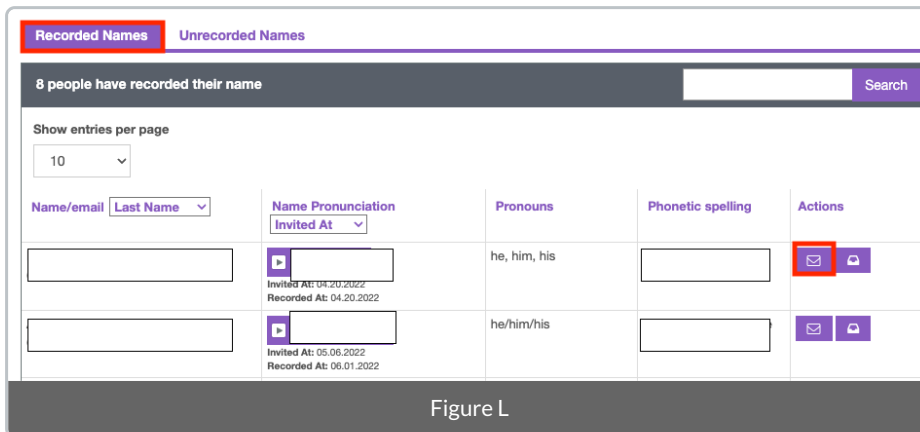 Recorded Names Unrecorded Names
8 people have recorded their name Search
Show entries per page
10
Name/email Last Name Name Pronunciation Pronouns Phonetic spelling Actions
Invited At
he, him, his
Invited At: 04.20.2022
Recorded At: 04.20.2022
he/him/his
Invited At: 05.06.2022
Recorded At: 06.01.2022
Figure L